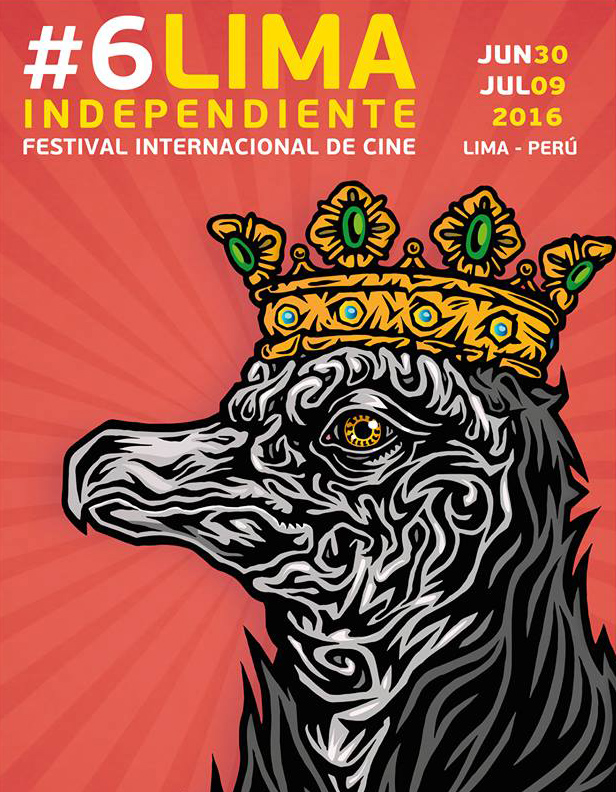 #6LIMA
INDEPENDIENTE
FESTIVAL INTERNACIONAL DE CINE
JUN30
JUL09
2016
LIMA - PERÚ